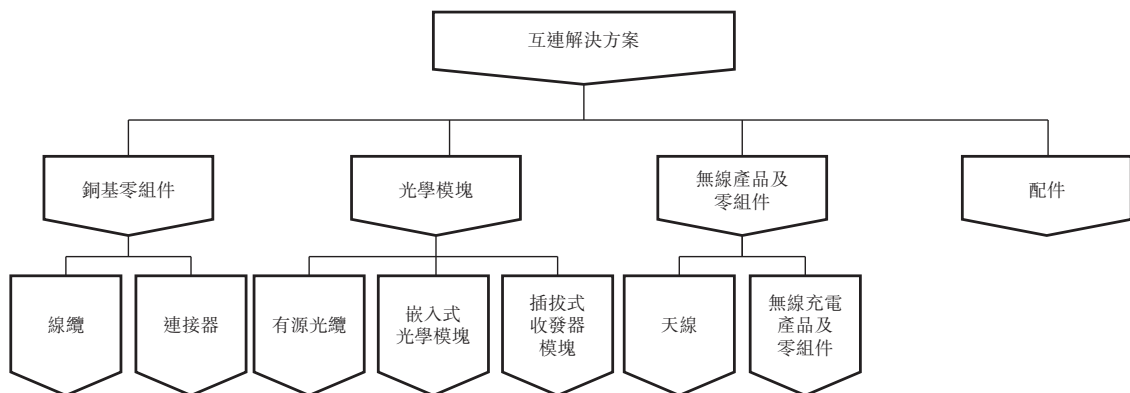 互連解決方案
銅基零組件
光學模塊
無線產品及
零組件
配件
線纜
連接器
有源光纜
嵌入式
光學模塊
插拔式
收發器
模塊
天線
無線充電
產品及
零組件